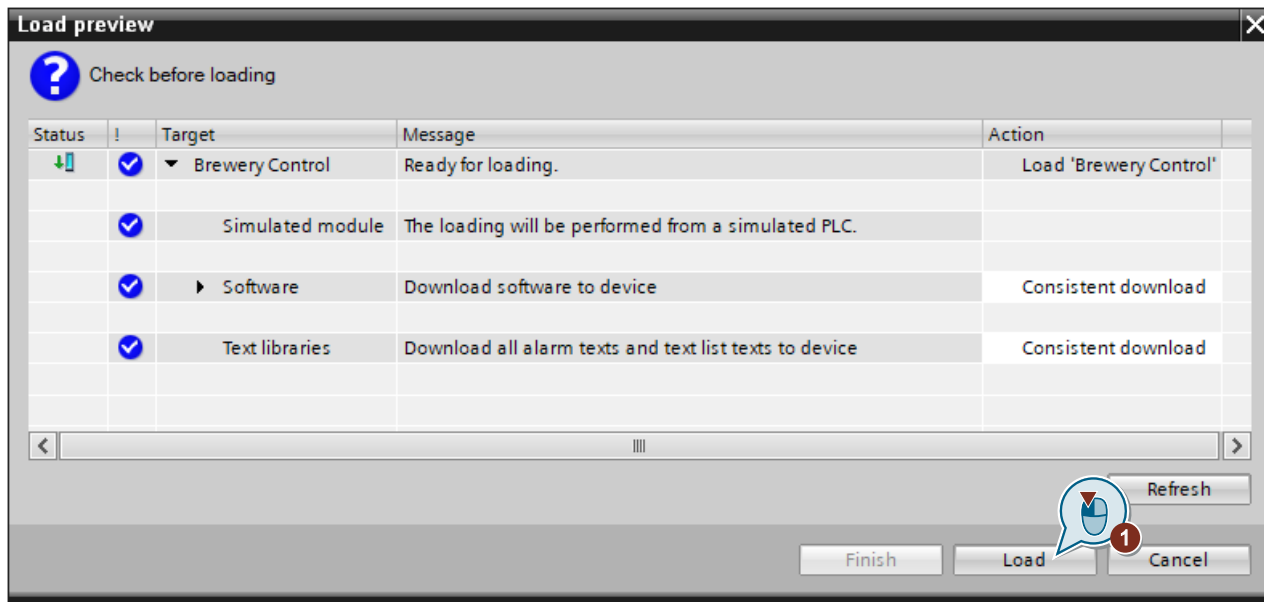 Load preview
?
Check before loading
Status ! Target Message Action
Brewery Control Ready for loading. Load 'Brewery Control'
Simulated module The loading will be performed from a simulated PLC.
Software Download software to device Consistent download
Text libraries Download all alarm texts and text list texts to device Consistent download
Refresh
1
Finish Load Cancel